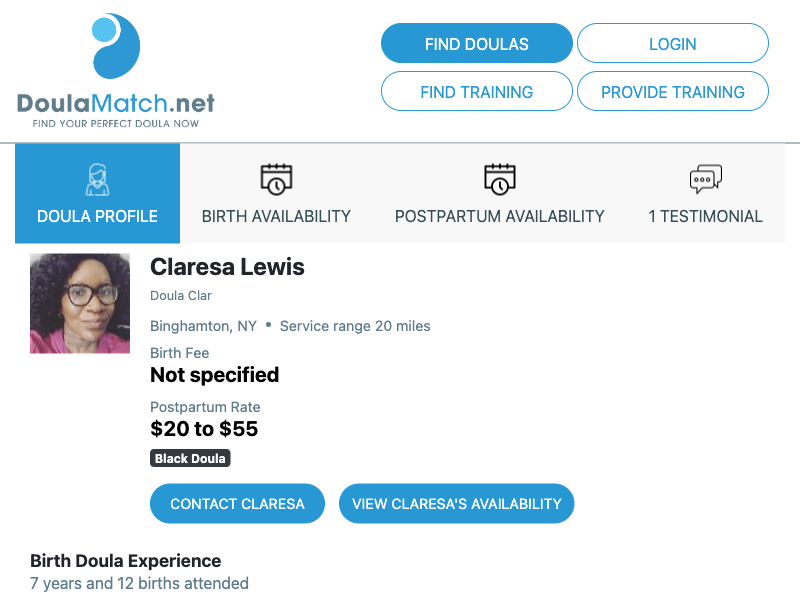 DoulaMatch.net
FIND YOUR PERFECT DOULA NOW
FIND DOULAS
LOGIN
FIND TRAINING
PROVIDE TRAINING
DOULA PROFILE
BIRTH AVAILABILITY
POSTPARTUM AVAILABILITY
1 TESTIMONIAL
Claresa Lewis
Doula Clar
Binghamton, NY • Service range 20 miles
Birth Fee
Not specified
Postpartum Rate
$20 to $55
Black Doula
CONTACT CLARESA
VIEW CLARESA'S AVAILABILITY
Birth Doula Experience
7 years and 12 births attended